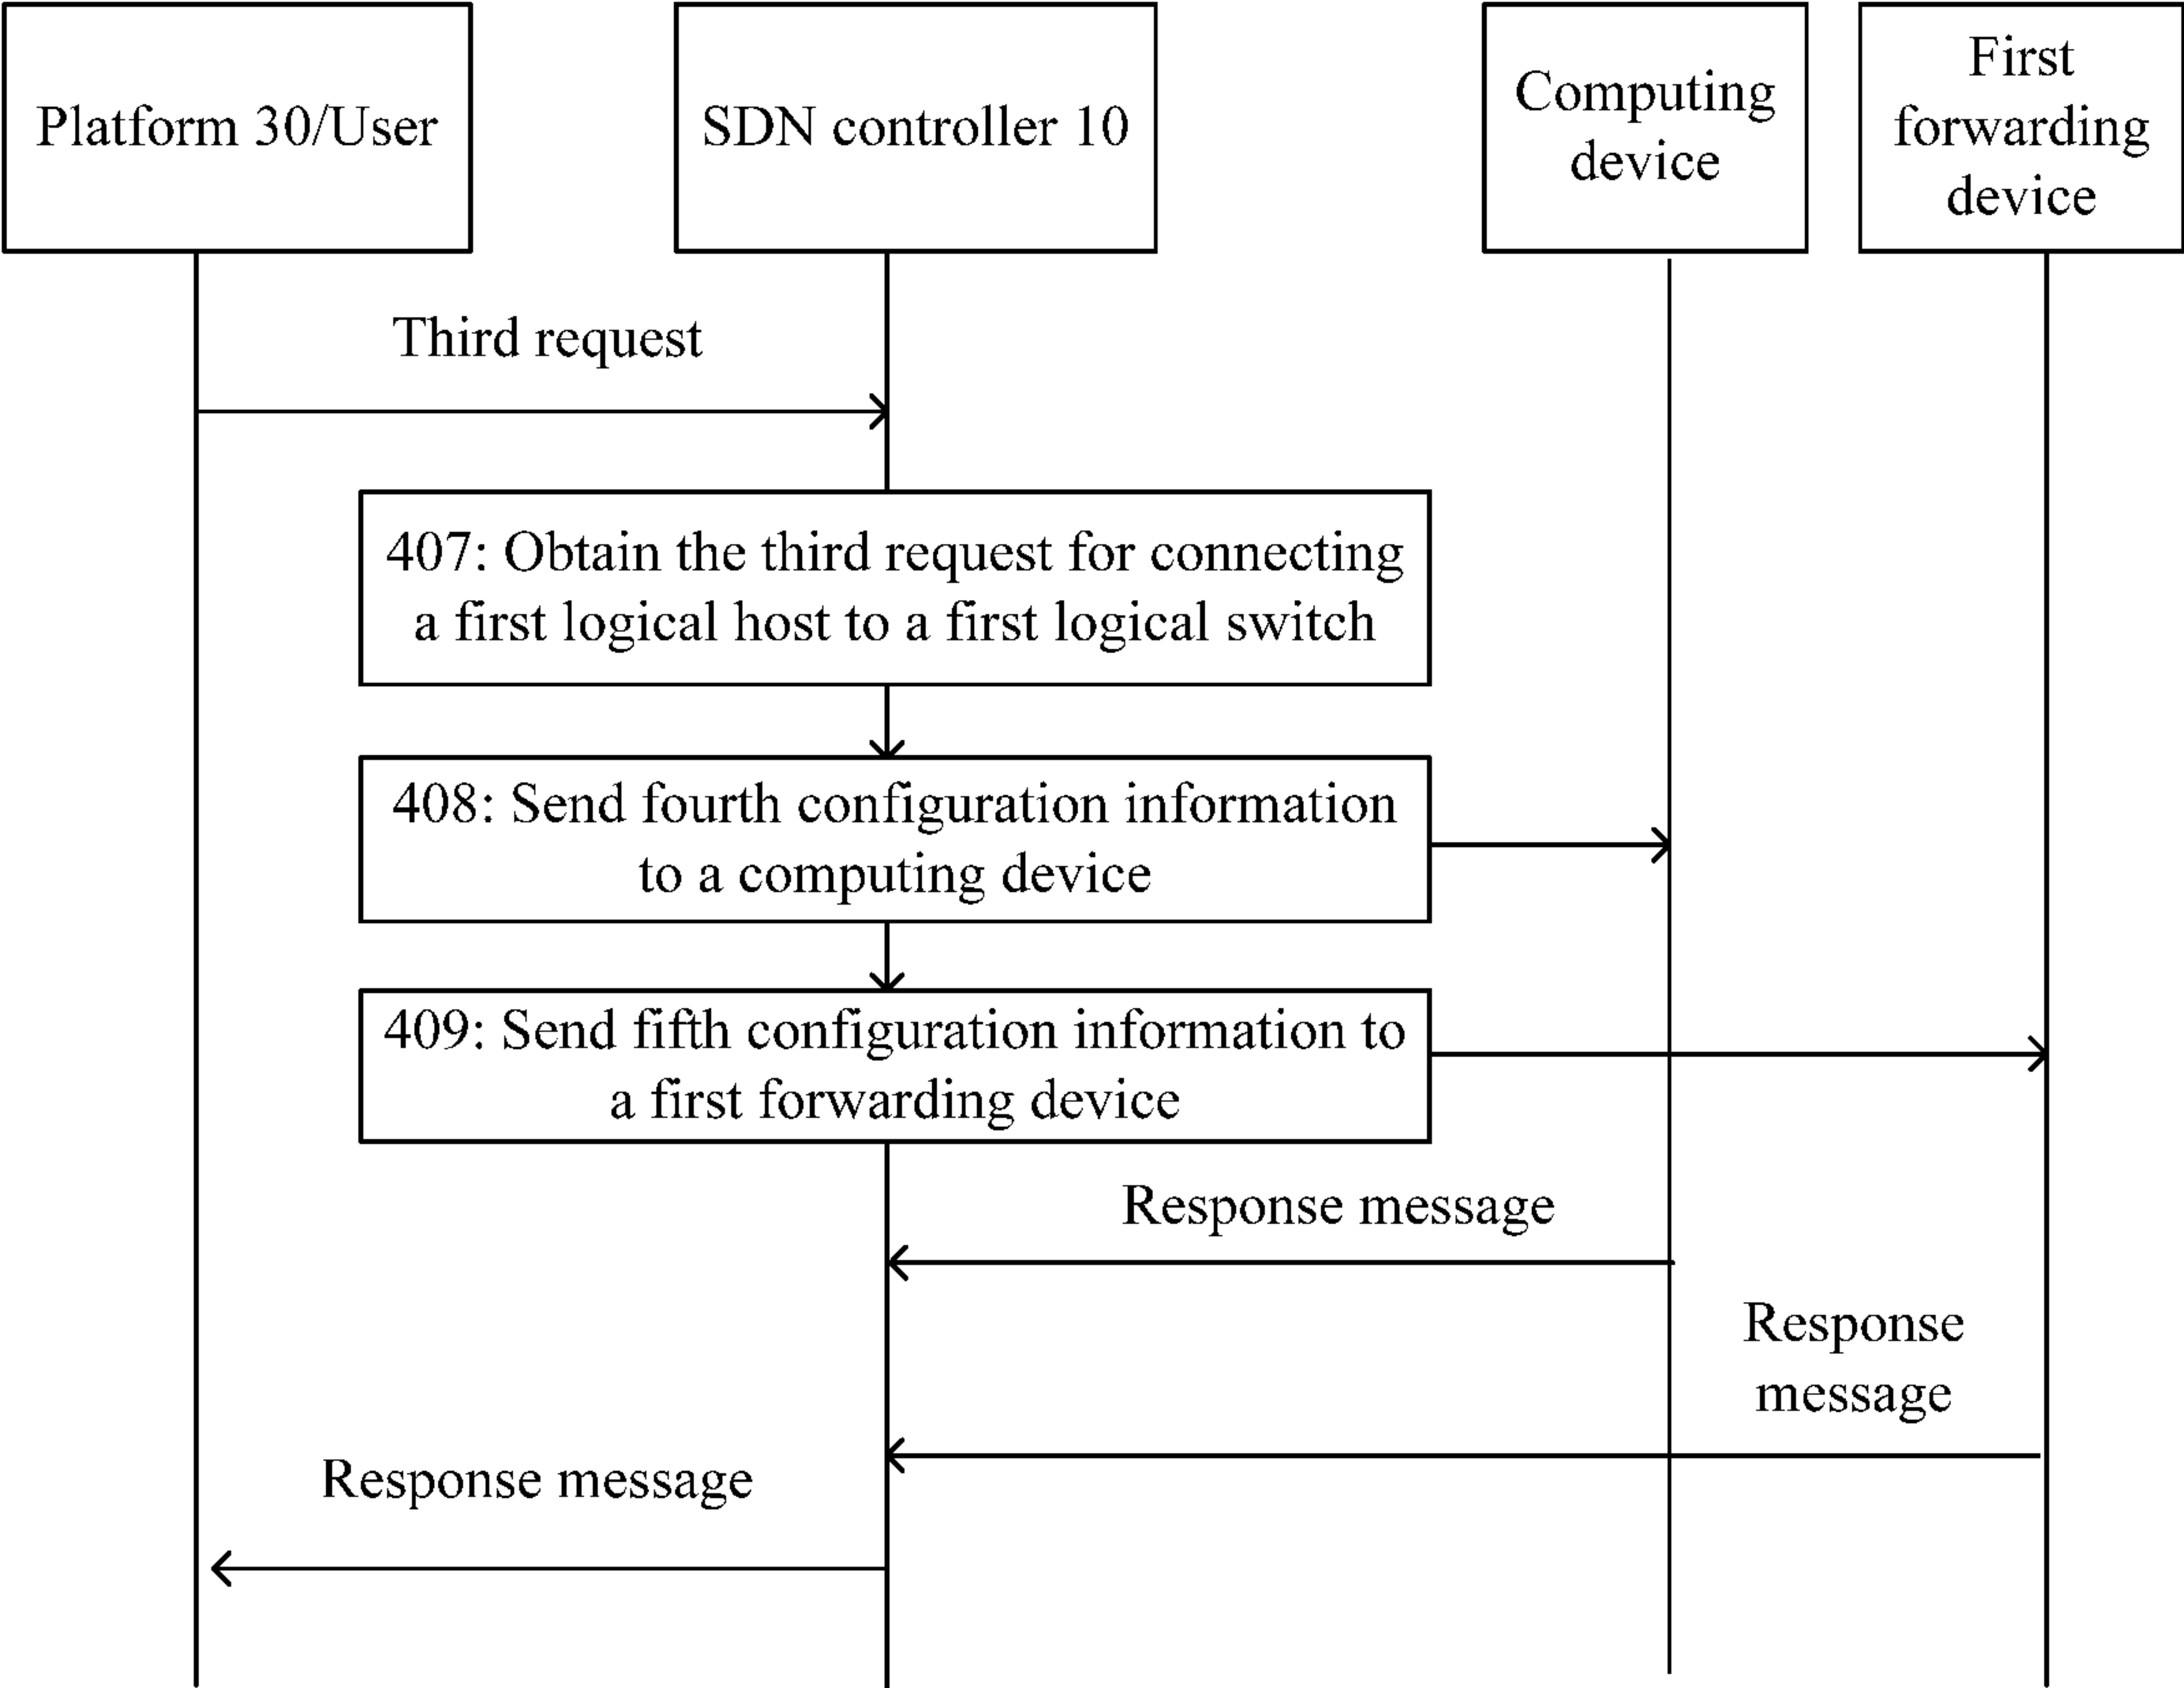 Platform 30/User
SDN controller 10
Computing
device
First
forwarding
device
Third request
407: Obtain the third request for connecting
a first logical host to a first logical switch
408: Send fourth configuration information
to a computing device
409: Send fifth configuration information to
a first forwarding device
Response message
Response
message
Response message